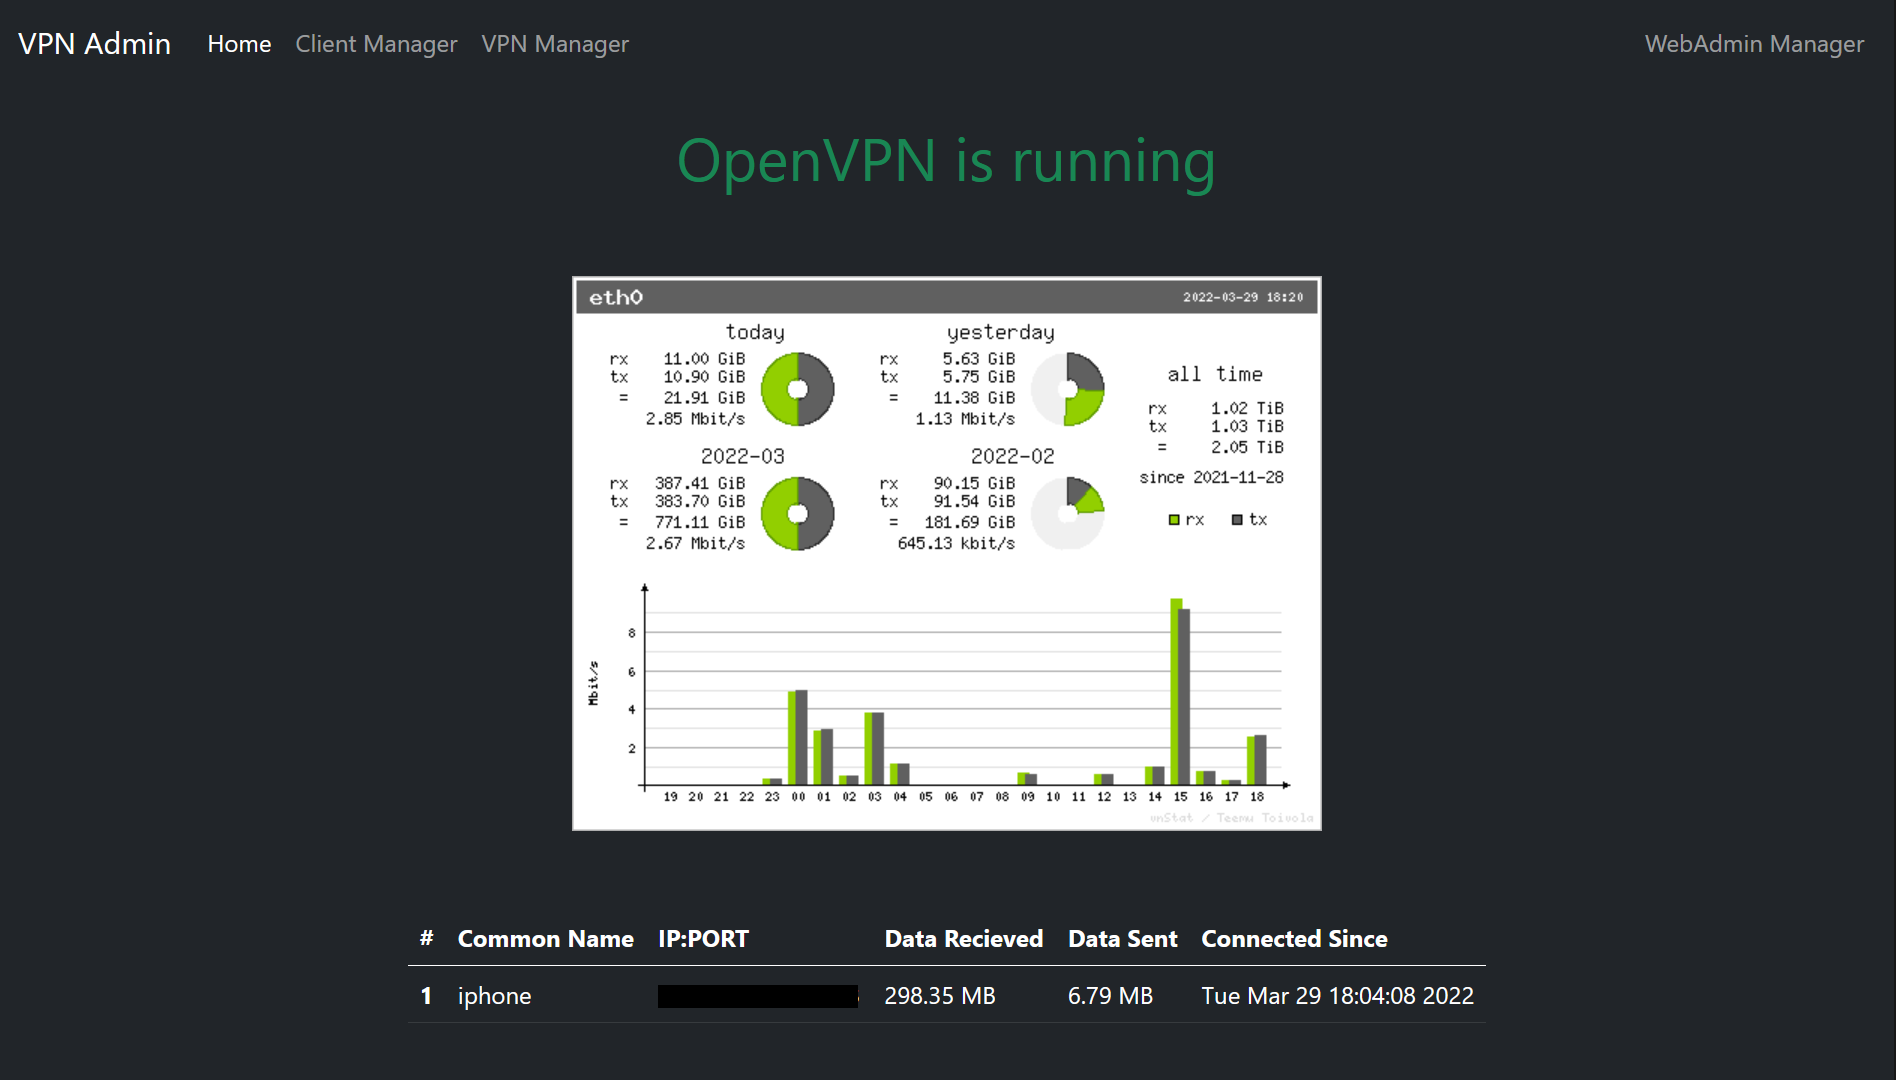 VPN Admin Home Client Manager VPN Manager WebAdmin Manager
OpenVPN is running
eth0 2022-03-29 18:20
today yesterday
rx 11.00 GiB rx 5.63 GiB
tx 10.90 GiB tx 5.75 GiB
= 21.91 GiB = 11.38 GiB
2.85 Mbit/s 1.13 Mbit/s
all time
rx 1.02 TiB
tx 1.03 TiB
= 2.05 TiB
since 2021-11-28
rx tx
2022-03 2022-02
rx 387.41 GiB rx 90.15 GiB
tx 383.70 GiB tx 91.54 GiB
= 771.11 GiB = 181.69 GiB
2.67 Mbit/s 645.13 kbit/s
Mbit/s
8
6
4
2
19 20 21 22 23 00 01 02 03 04 05 06 07 08 09 10 11 12 13 14 15 16 17 18
vnStat / Teemu Toivola
# Common Name IP:PORT Data Recieved Data Sent Connected Since
1 iphone 298.35 MB 6.79 MB Tue Mar 29 18:04:08 2022